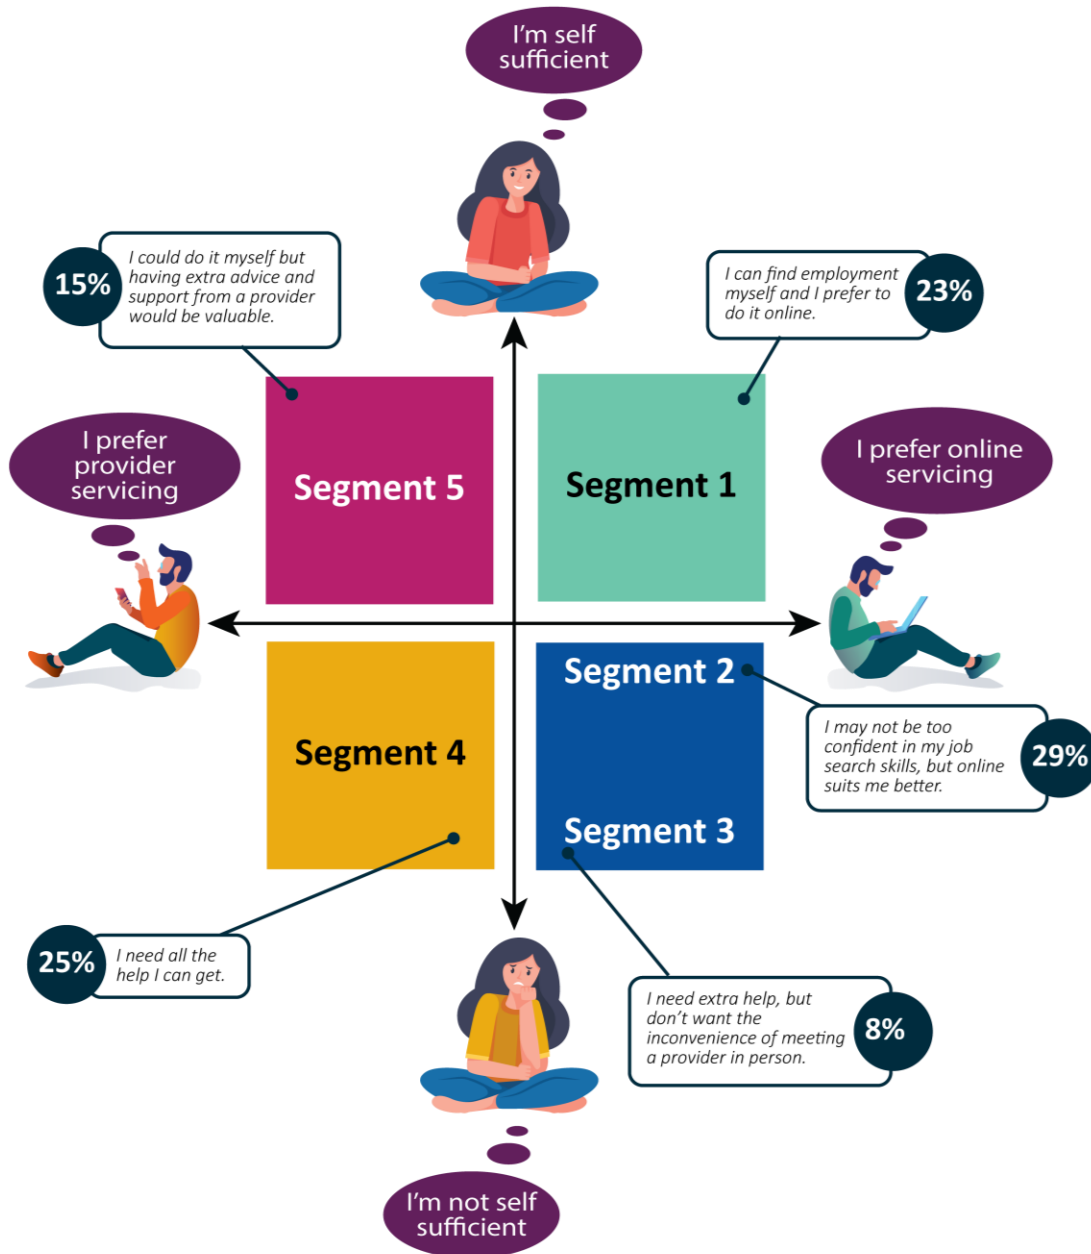 I'm self
sufficient
15%
I could do it myself but
having extra advice and
support from a provider
would be valuable.
I can find employment
myself and I prefer to
do it online.
23%
I prefer
provider
servicing
Segment 5
Segment 1
I prefer online
servicing
Segment 4
Segment 2
Segment 3
I may not be too
confident in my job
search skills, but online
suits me better.
29%
25%
I need all the
help I can get.
I need extra help, but
don't want the
inconvenience of meeting
a provider in person.
8%
I'm not self
sufficient